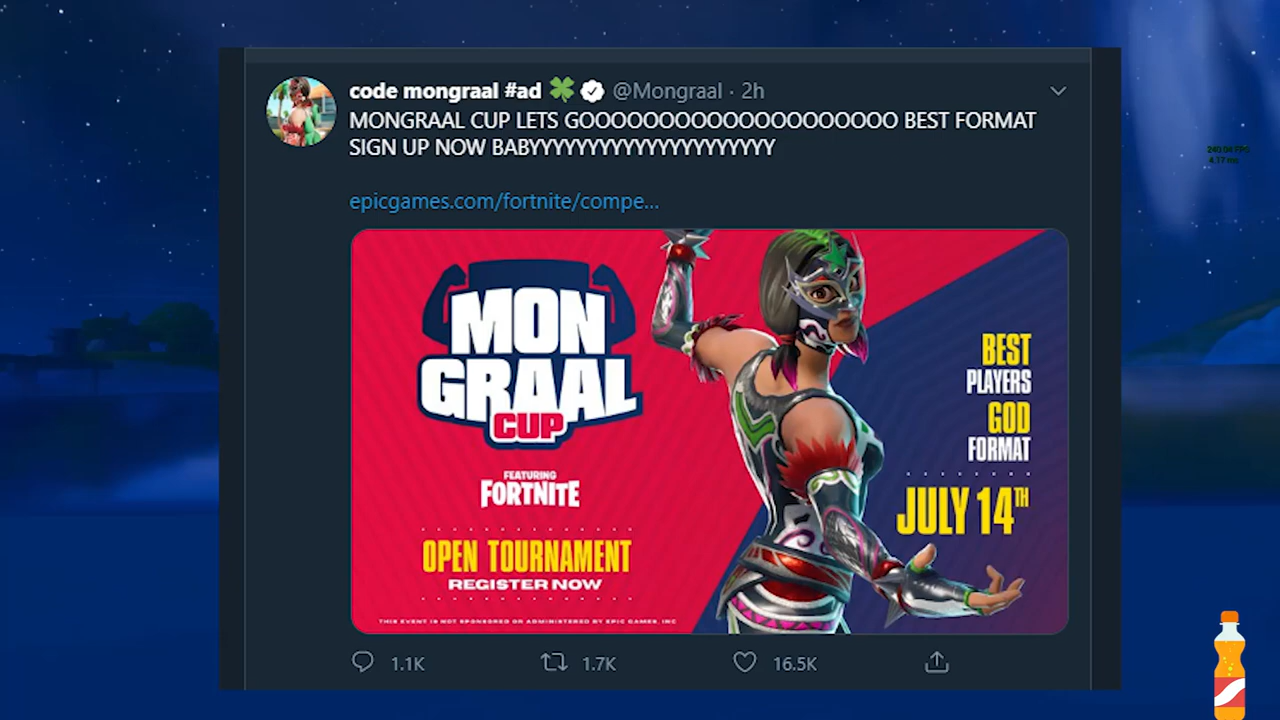 code mongraal #ad 🍀 @Mongraal · 2h
MONGRAAL CUP LETS GOOOOOOOOOOOOOOOOOOOO BEST FORMAT
SIGN UP NOW BABYYYYYYYYYYYYYYYYYYYYY
epicgames.com/fortnite/compe...
MON
GRAAL
CUP
FEATURING
FORTNITE
OPEN TOURNAMENT
REGISTER NOW
THIS EVENT IS NOT SPONSORED OR ADMINISTERED BY EPIC GAMES, INC
BEST
PLAYERS
GOD
FORMAT
JULY 14TH
1.1K 1.7K 16.5K